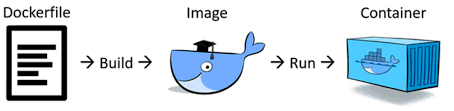 Dockerfile
Image
Container
→ Build →
→ Run →